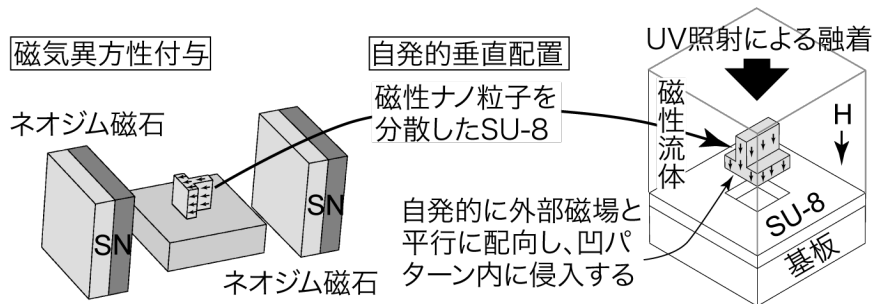 磁気異方性付与
ネオジム磁石
SN
SN
ネオジム磁石
自発的垂直配置
磁性ナノ粒子を
分散したSU-8
自発的に外部磁場と
平行に配向し、凹パ
ターン内に侵入する
UV照射による融着
磁性流体
H
SU-8
基板